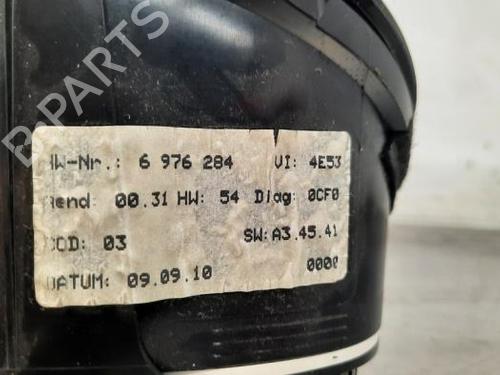 B-PARTS
HW-Nr.: 6 976 284 VI: 4E53
Aend: 00.31 HW: 54 Diag: 0CF0
COD: 03 SW:A3.45.41
DATUM: 09.09.10 0000